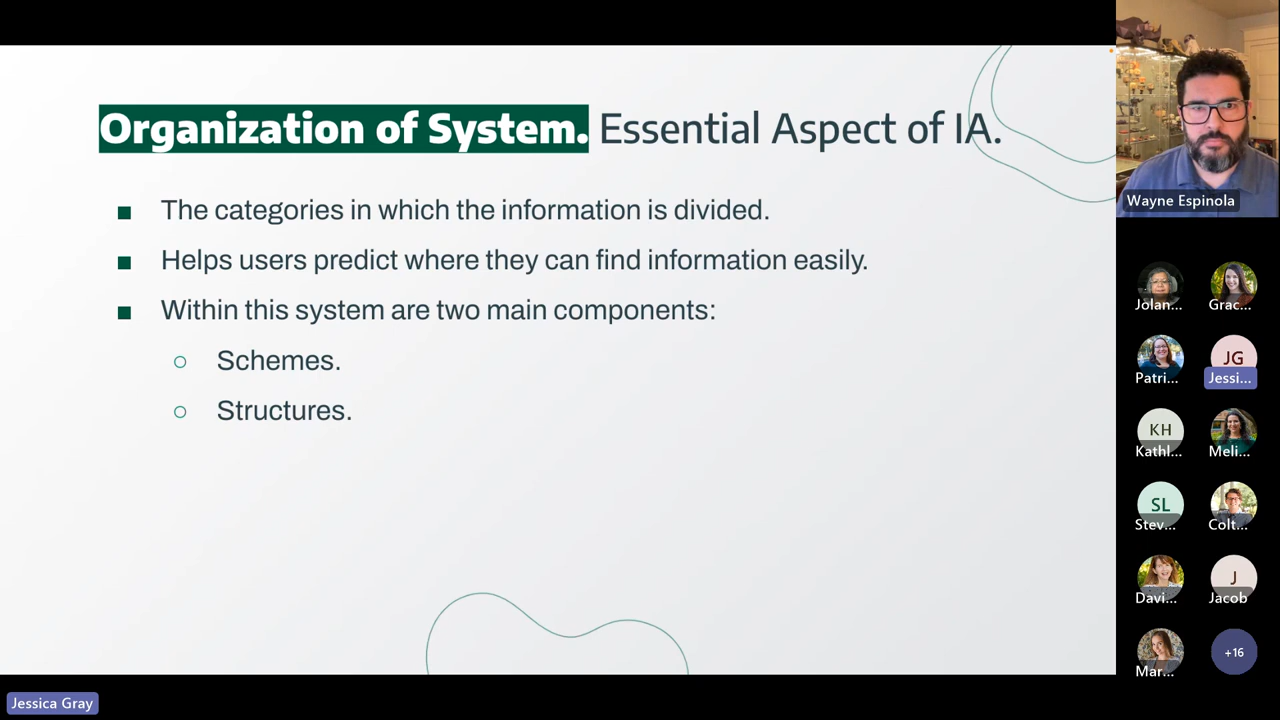 Organization of System. Essential Aspect of IA.
■ The categories in which the information is divided.
■ Helps users predict where they can find information easily.
■ Within this system are two main components:
○ Schemes.
○ Structures.
Wayne Espinola
Jolan...
Grac...
Patri...
JG
Jessi...
KH
Kathl...
Meli...
SL
Stev...
Colt...
Davi...
J
Jacob
Mar...
+16
Jessica Gray